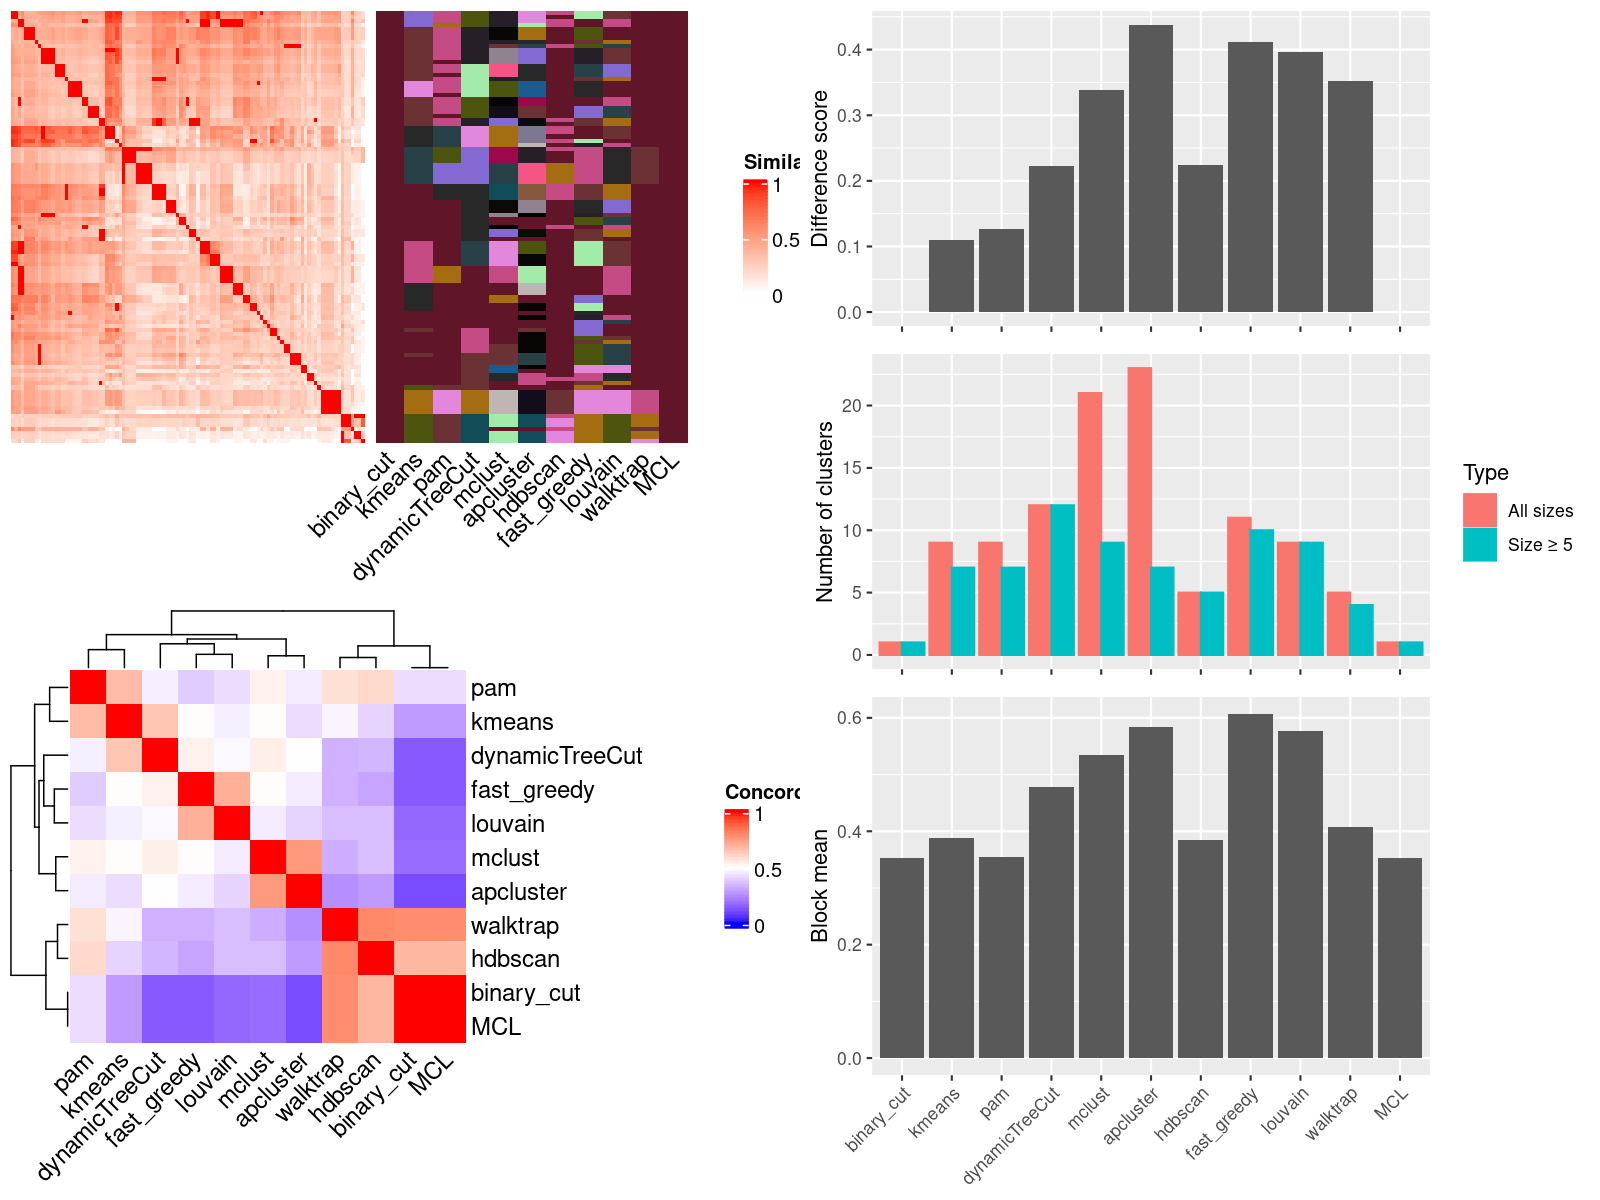 Simila
1
0.5
0
binary_cut
kmeans
pam
dynamicTreeCut
mclust
apcluster
hdbscan
fast_greedy
louvain
walktrap
MCL
pam
kmeans
dynamicTreeCut
fast_greedy
louvain
mclust
apcluster
walktrap
hdbscan
binary_cut
MCL
Concord
1
0.5
0
pam
kmeans
dynamicTreeCut
fast_greedy
louvain
mclust
apcluster
walktrap
hdbscan
binary_cut
MCL
Difference score
0.4
0.3
0.2
0.1
0.0
Number of clusters
20
15
10
5
0
Type
All sizes
Size ≥ 5
Block mean
0.6
0.4
0.2
0.0
binary_cut
kmeans
pam
dynamicTreeCut
mclust
apcluster
hdbscan
fast_greedy
louvain
walktrap
MCL